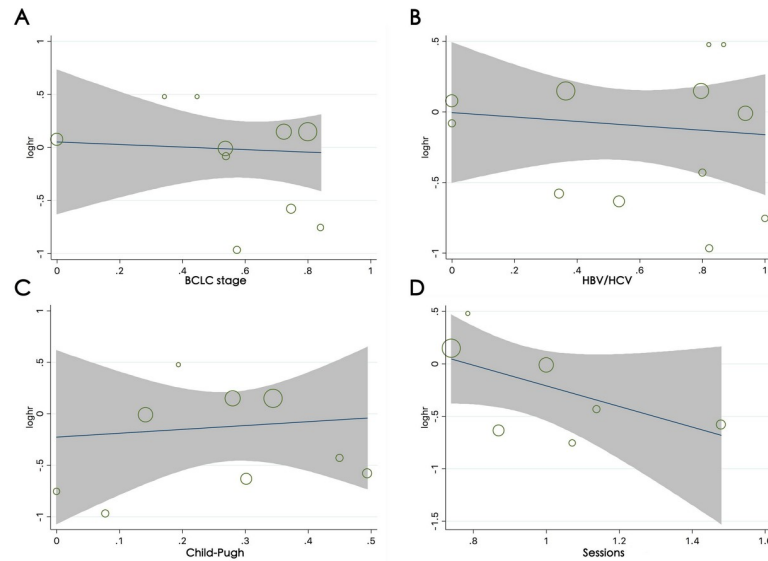 A
loghr
1
.5
0
-.5
-1
0 .2 .4 .6 .8 1
BCLC stage
B
loghr
.5
0
-.5
-1
0 .2 .4 .6 .8 1
HBV/HCV
C
loghr
1
.5
0
-.5
-1
0 .1 .2 .3 .4 .5
Child-Pugh
D
loghr
.5
0
-.5
-1
-1.5
.8 1 1.2 1.4 1.6
Sessions